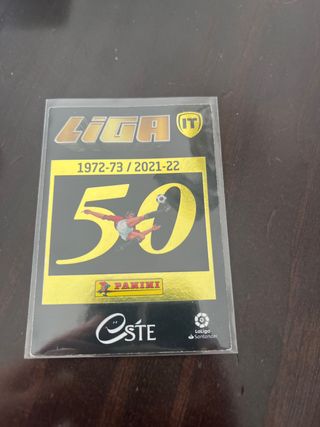 LiGA
IT
1972-73 / 2021-22
50
PANINI
eSTE
LaLiga
Santander